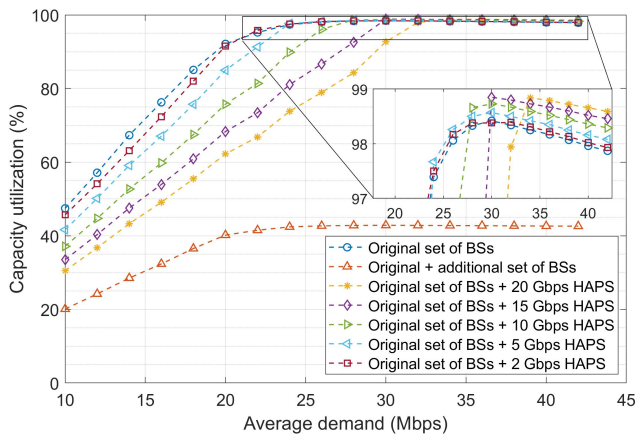 100
80
60
40
20
0
Capacity utilization (%)
99
98
97
20
25
30
35
40
Original set of BSs
Original + additional set of BSs
Original set of BSs + 20 Gbps HAPS
Original set of BSs + 15 Gbps HAPS
Original set of BSs + 10 Gbps HAPS
Original set of BSs + 5 Gbps HAPS
Original set of BSs + 2 Gbps HAPS
10
15
20
25
30
35
40
45
Average demand (Mbps)